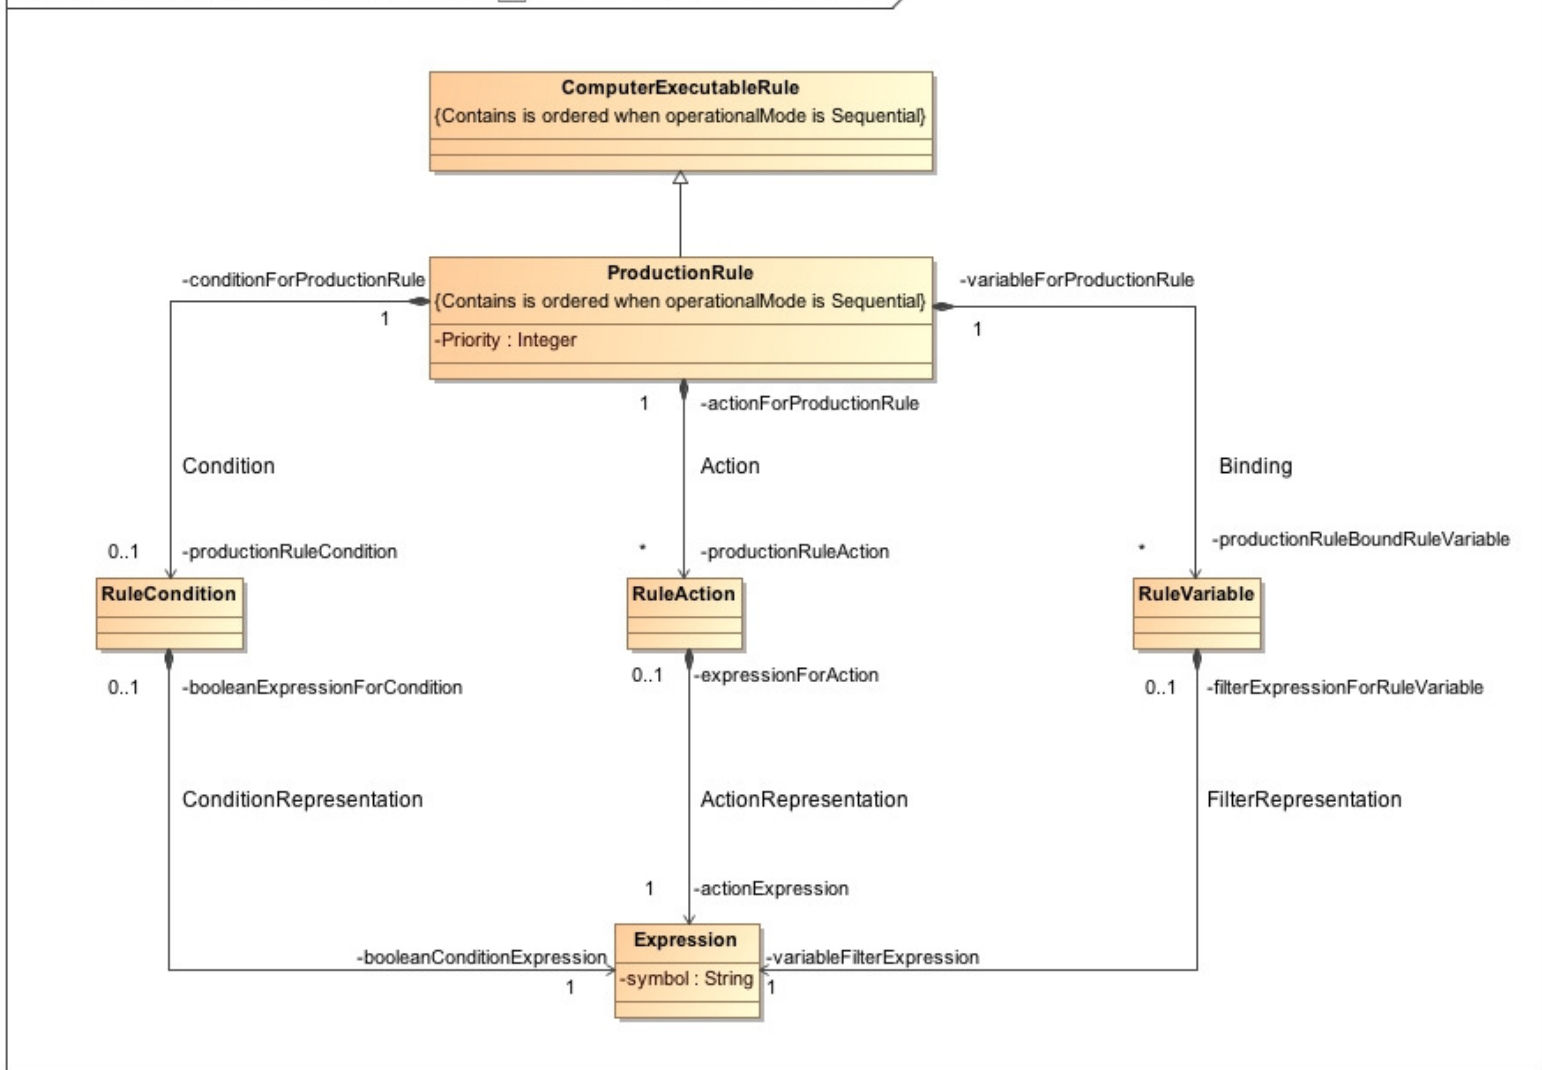 ComputerExecutableRule
{Contains is ordered when operationalMode is Sequential}
-conditionForProductionRule
1
ProductionRule
{Contains is ordered when operationalMode is Sequential}
-Priority : Integer
-variableForProductionRule
1
1
-actionForProductionRule
Condition
Action
Binding
0..1
-productionRuleCondition
*
-productionRuleAction
*
-productionRuleBoundRuleVariable
RuleCondition
RuleAction
RuleVariable
0..1
-booleanExpressionForCondition
0..1
-expressionForAction
0..1
-filterExpressionForRuleVariable
ConditionRepresentation
ActionRepresentation
FilterRepresentation
1
-actionExpression
-booleanConditionExpression
1
Expression
-symbol : String
-variableFilterExpression
1